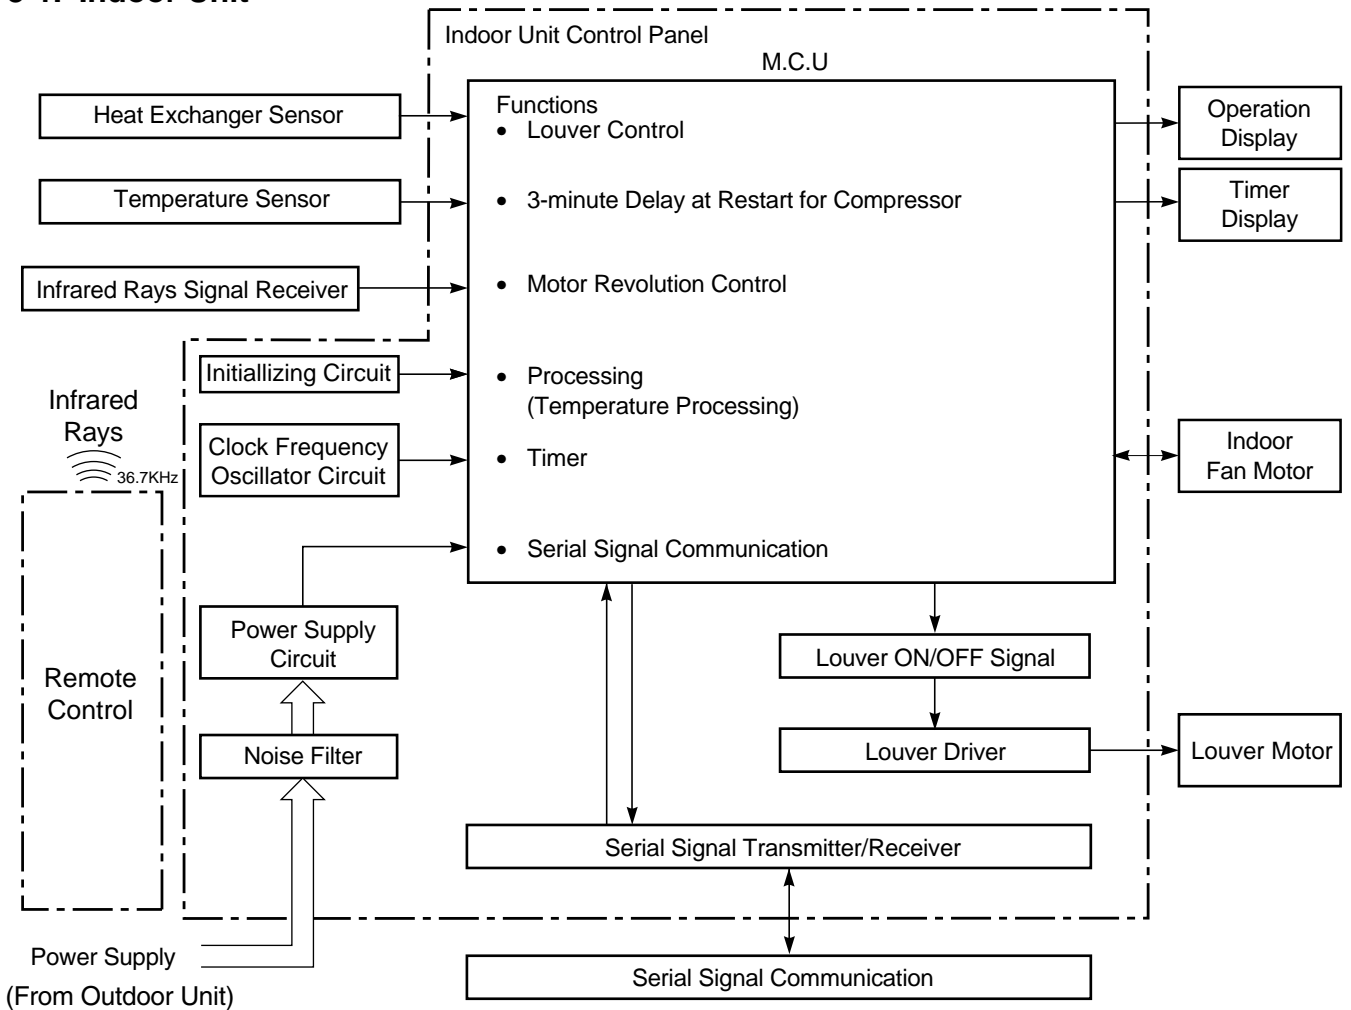 Indoor Unit Control Panel
M.C.U
Heat Exchanger Sensor
Temperature Sensor
Infrared Rays Signal Receiver
Functions
• Louver Control
• 3-minute Delay at Restart for Compressor
• Motor Revolution Control
• Processing
(Temperature Processing)
• Timer
• Serial Signal Communication
Operation
Display
Timer
Display
Initiallizing Circuit
Clock Frequency
Oscillator Circuit
Infrared
Rays
36.7KHz
Indoor
Fan Motor
Remote
Control
Power Supply
Circuit
Noise Filter
Louver ON/OFF Signal
Louver Driver
Louver Motor
Serial Signal Transmitter/Receiver
Power Supply
(From Outdoor Unit)
Serial Signal Communication